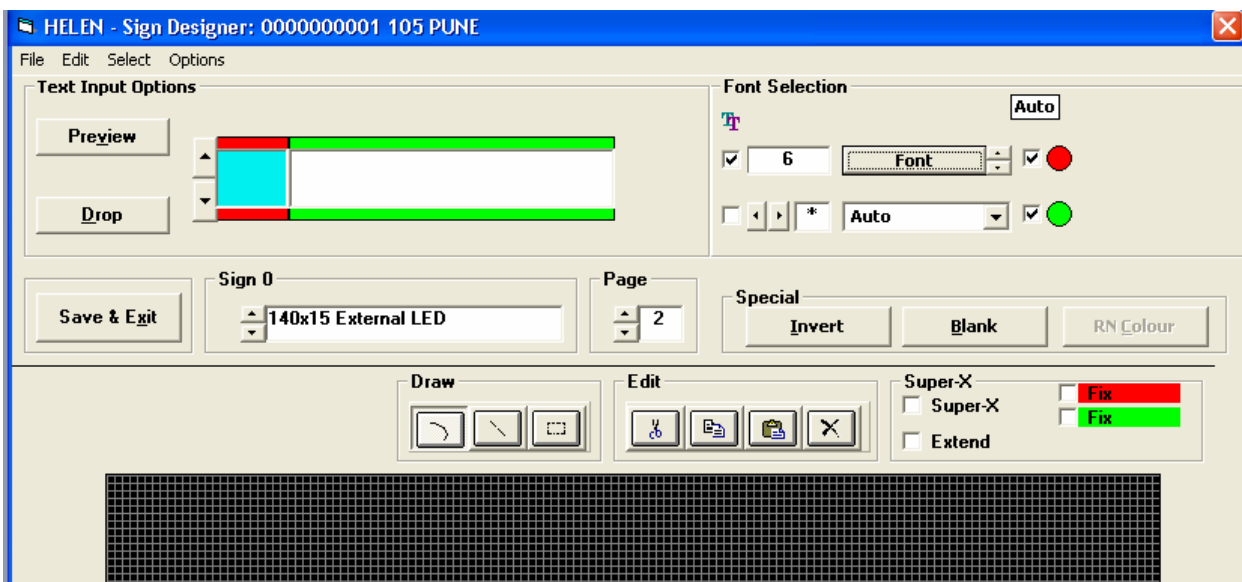 HELEN - Sign Designer: 0000000001 105 PUNE
File Edit Select Options
Text Input Options
Font Selection
Auto
Preview
6 Font
Drop
* Auto
Sign 0
Page
Save & Exit
140x15 External LED
2
Special
Invert Blank RN Colour
Draw
Edit
Super-X
Super-X
Fix
Fix
Extend